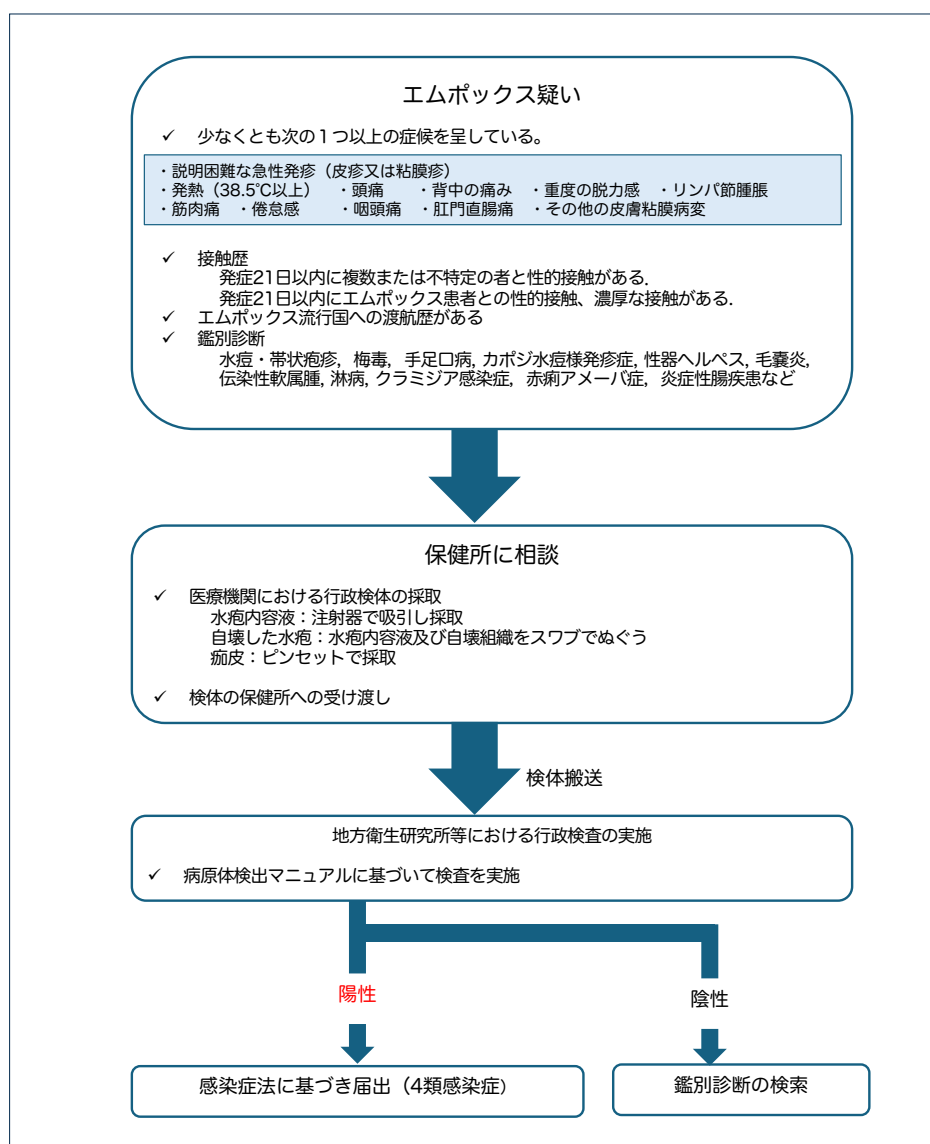 エムポックス疑い
✓ 少なくとも次の１つ以上の症候を呈している。
・説明困難な急性発疹（皮疹又は粘膜疹）
・発熱（38.5℃以上） ・頭痛 ・背中の痛み ・重度の脱力感 ・リンパ節腫脹
・筋肉痛 ・倦怠感 ・咽頭痛 ・肛門直腸痛 ・その他の皮膚粘膜病変
✓ 接触歴
発症21日以内に複数または不特定の者と性的接触がある.
発症21日以内にエムポックス患者との性的接触、濃厚な接触がある.
✓ エムポックス流行国への渡航歴がある
✓ 鑑別診断
水痘・帯状疱疹, 梅毒, 手足口病, カポジ水痘様発疹症, 性器ヘルペス, 毛嚢炎,
伝染性軟属腫, 淋病, クラミジア感染症, 赤痢アメーバ症, 炎症性腸疾患など
保健所に相談
✓ 医療機関における行政検体の採取
水疱内容液：注射器で吸引し採取
自壊した水疱：水疱内容液及び自壊組織をスワブでぬぐう
痂皮：ピンセットで採取
✓ 検体の保健所への受け渡し
検体搬送
地方衛生研究所等における行政検査の実施
✓ 病原体検出マニュアルに基づいて検査を実施
陽性 陰性
感染症法に基づき届出（4類感染症） 鑑別診断の検索